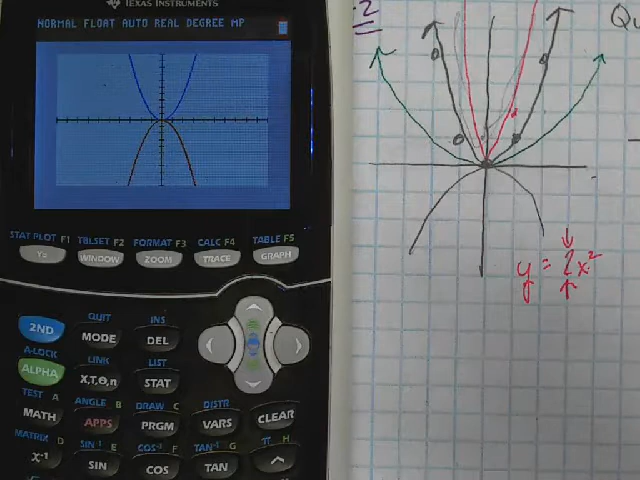 TEXAS INSTRUMENTS
NORMAL FLOAT AUTO REAL DEGREE MP
STAT PLOT F1 TBLSET F2 FORMAT F3 CALC F4 TABLE F5
Y= WINDOW ZOOM TRACE GRAPH
QUIT INS
2ND MODE DEL
A-LOCK LINK LIST
ALPHA X,T,θ,n STAT
TEST A ANGLE B DRAW C DISTR
MATH APPS PRGM VARS CLEAR
MATRIX D SIN⁻¹ E COS⁻¹ F TAN⁻¹ G π H
x⁻¹ SIN COS TAN ^
2
Qu
y = 2x²